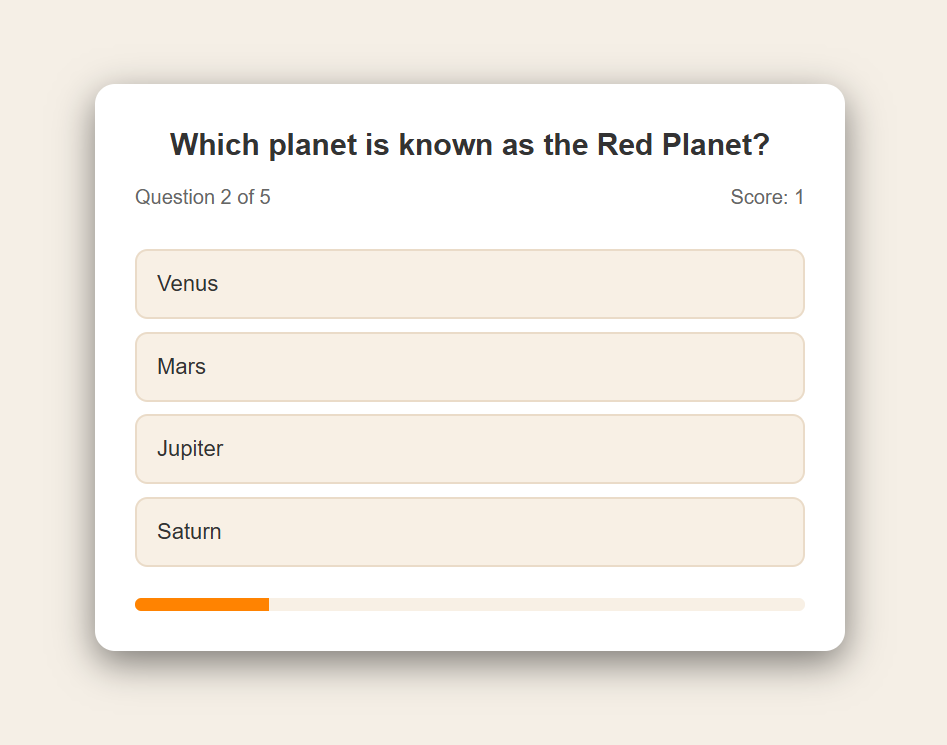 Which planet is known as the Red Planet?
Question 2 of 5
Score: 1
Venus
Mars
Jupiter
Saturn